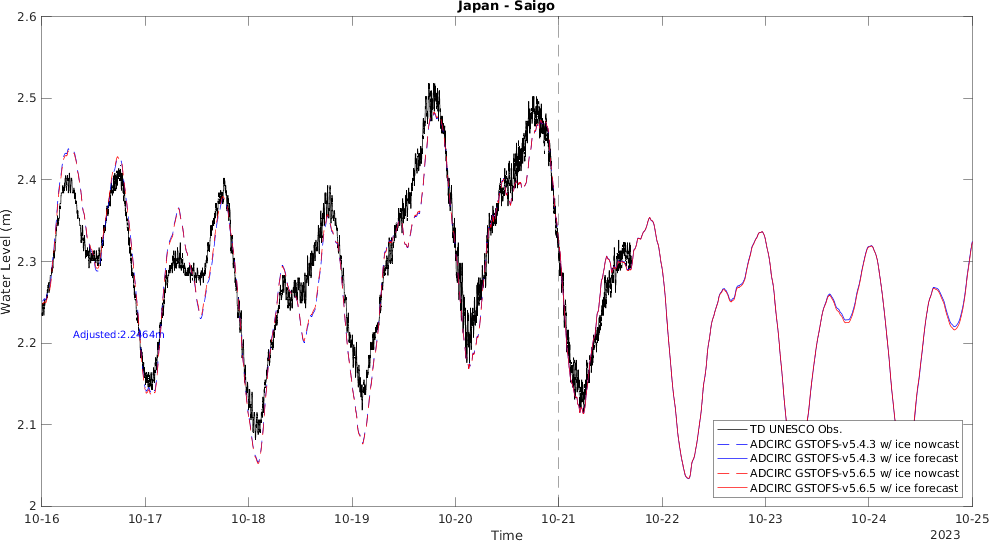 Japan - Saigo
2.6
2.5
2.4
2.3
2.2
2.1
2
Water Level (m)
Adjusted:2.2464m
TD UNESCO Obs.
ADCIRC GSTOFS-v5.4.3 w/ ice nowcast
ADCIRC GSTOFS-v5.4.3 w/ ice forecast
ADCIRC GSTOFS-v5.6.5 w/ ice nowcast
ADCIRC GSTOFS-v5.6.5 w/ ice forecast
10-16 10-17 10-18 10-19 10-20 10-21 10-22 10-23 10-24 10-25
Time
2023